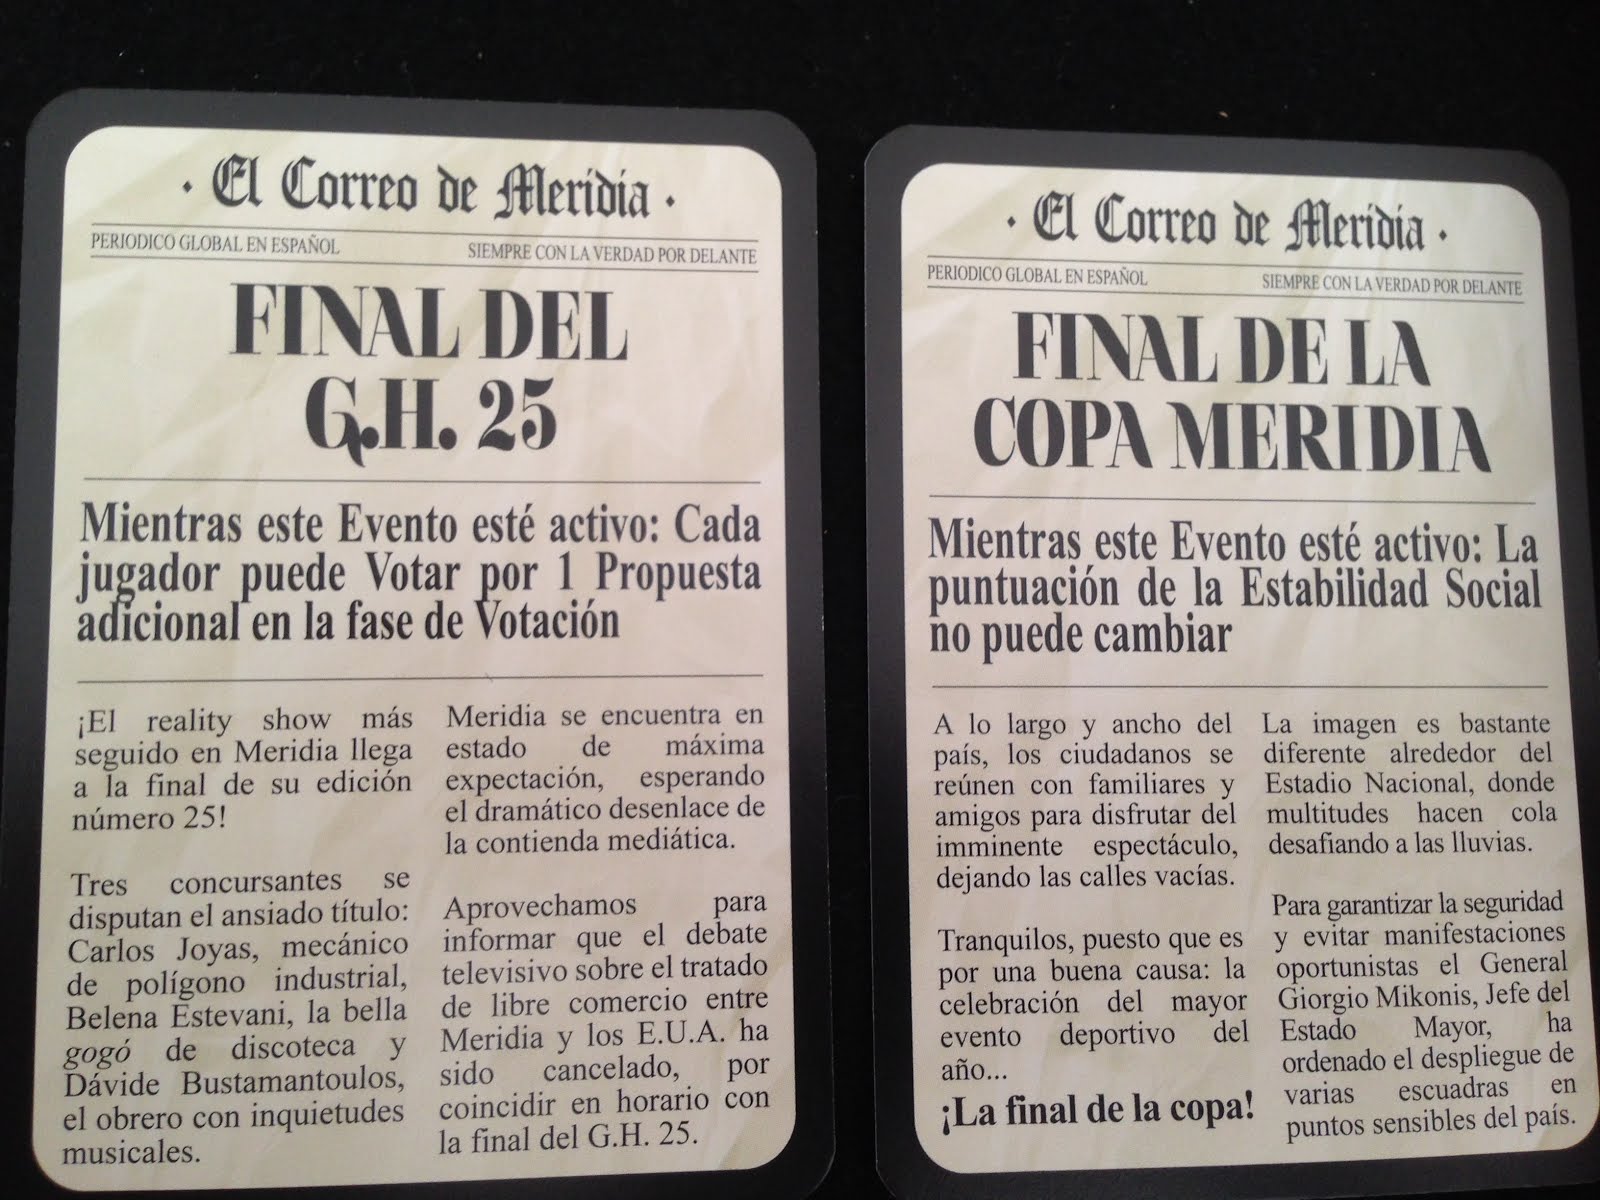 · El Correo de Meridia ·
PERIODICO GLOBAL EN ESPAÑOL
SIEMPRE CON LA VERDAD POR DELANTE
FINAL DEL
G.H. 25
Mientras este Evento esté activo: Cada
jugador puede Votar por 1 Propuesta
adicional en la fase de Votación
¡El reality show más
seguido en Meridia llega
a la final de su edición
número 25!
Tres concursantes se
disputan el ansiado título:
Carlos Joyas, mecánico
de polígono industrial,
Belena Estevani, la bella
gogó de discoteca y
Dávide Bustamantoulos,
el obrero con inquietudes
musicales.
Meridia se encuentra en
estado de máxima
expectación, esperando
el dramático desenlace de
la contienda mediática.
Aprovechamos para
informar que el debate
televisivo sobre el tratado
de libre comercio entre
Meridia y los E.U.A. ha
sido cancelado, por
coincidir en horario con
la final del G.H. 25.
· El Correo de Meridia ·
PERIODICO GLOBAL EN ESPAÑOL
SIEMPRE CON LA VERDAD POR DELANTE
FINAL DE LA
COPA MERIDIA
Mientras este Evento esté activo: La
puntuación de la Estabilidad Social
no puede cambiar
A lo largo y ancho del
país, los ciudadanos se
reúnen con familiares y
amigos para disfrutar del
imminente espectáculo,
dejando las calles vacías.
Tranquilos, puesto que es
por una buena causa: la
celebración del mayor
evento deportivo del
año...
¡La final de la copa!
La imagen es bastante
diferente alrededor del
Estadio Nacional, donde
multitudes hacen cola
desafiando a las lluvias.
Para garantizar la seguridad
y evitar manifestaciones
oportunistas el General
Giorgio Mikonis, Jefe del
Estado Mayor, ha
ordenado el despliegue de
varias escuadras en
puntos sensibles del país.